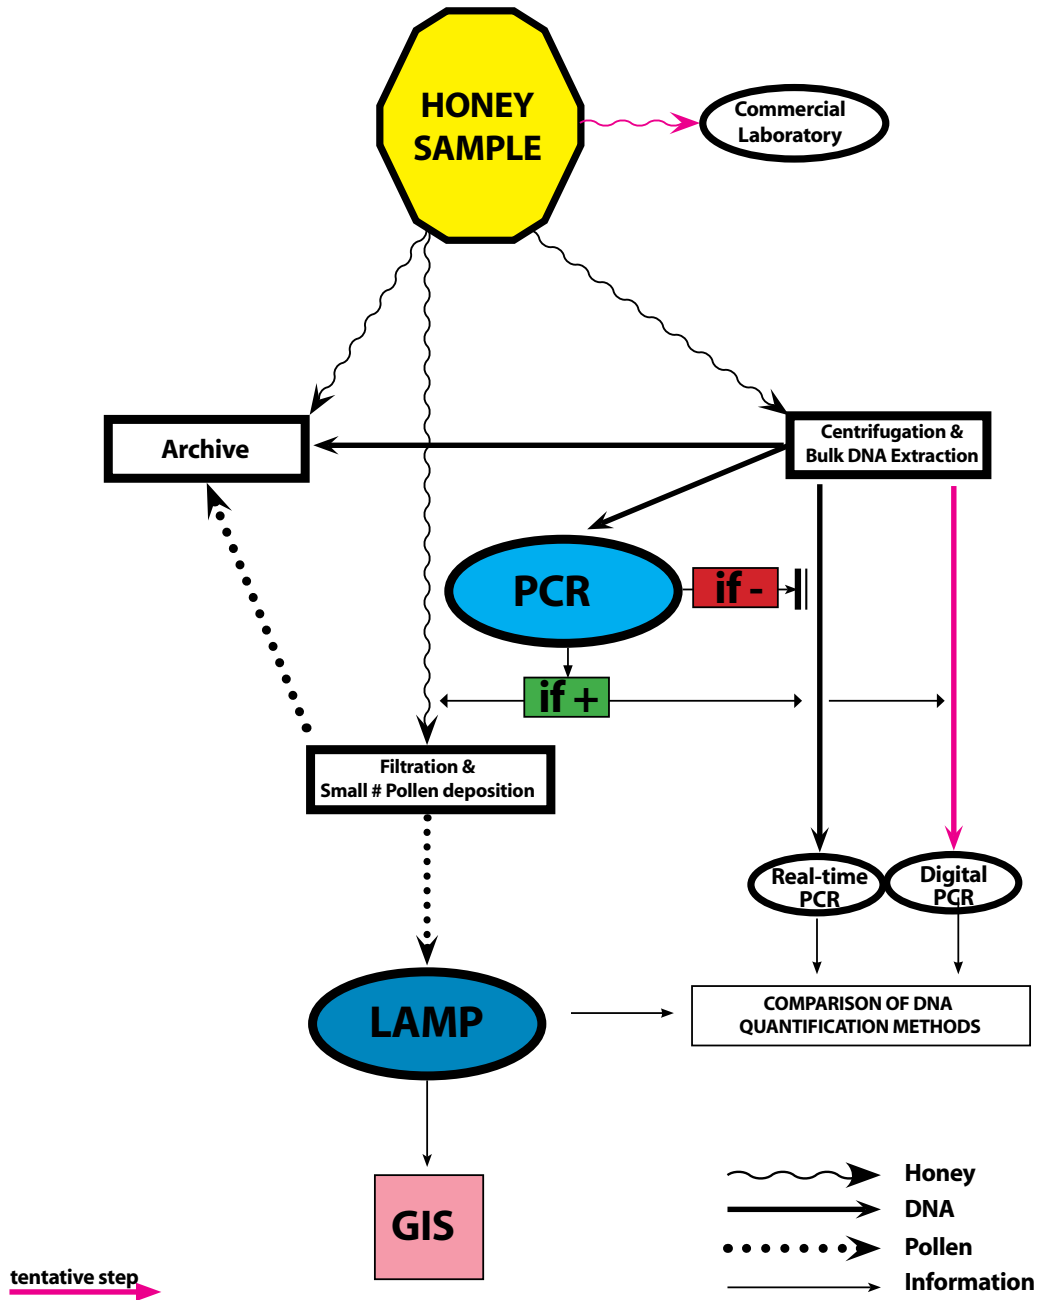 HONEY
SAMPLE
Commercial
Laboratory
Archive
Centrifugation &
Bulk DNA Extraction
PCR
if -
if +
Filtration &
Small # Pollen deposition
Real-time
PCR
Digital
PCR
LAMP
COMPARISON OF DNA
QUANTIFICATION METHODS
GIS
Honey
DNA
Pollen
Information
tentative step